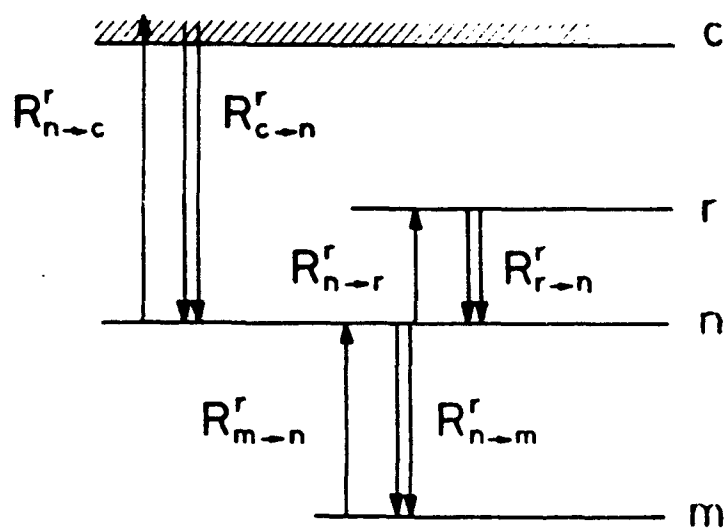 c
R^r_{n→c} R^r_{c→n}
r
R^r_{n→r} R^r_{r→n}
n
R^r_{m→n} R^r_{n→m}
m